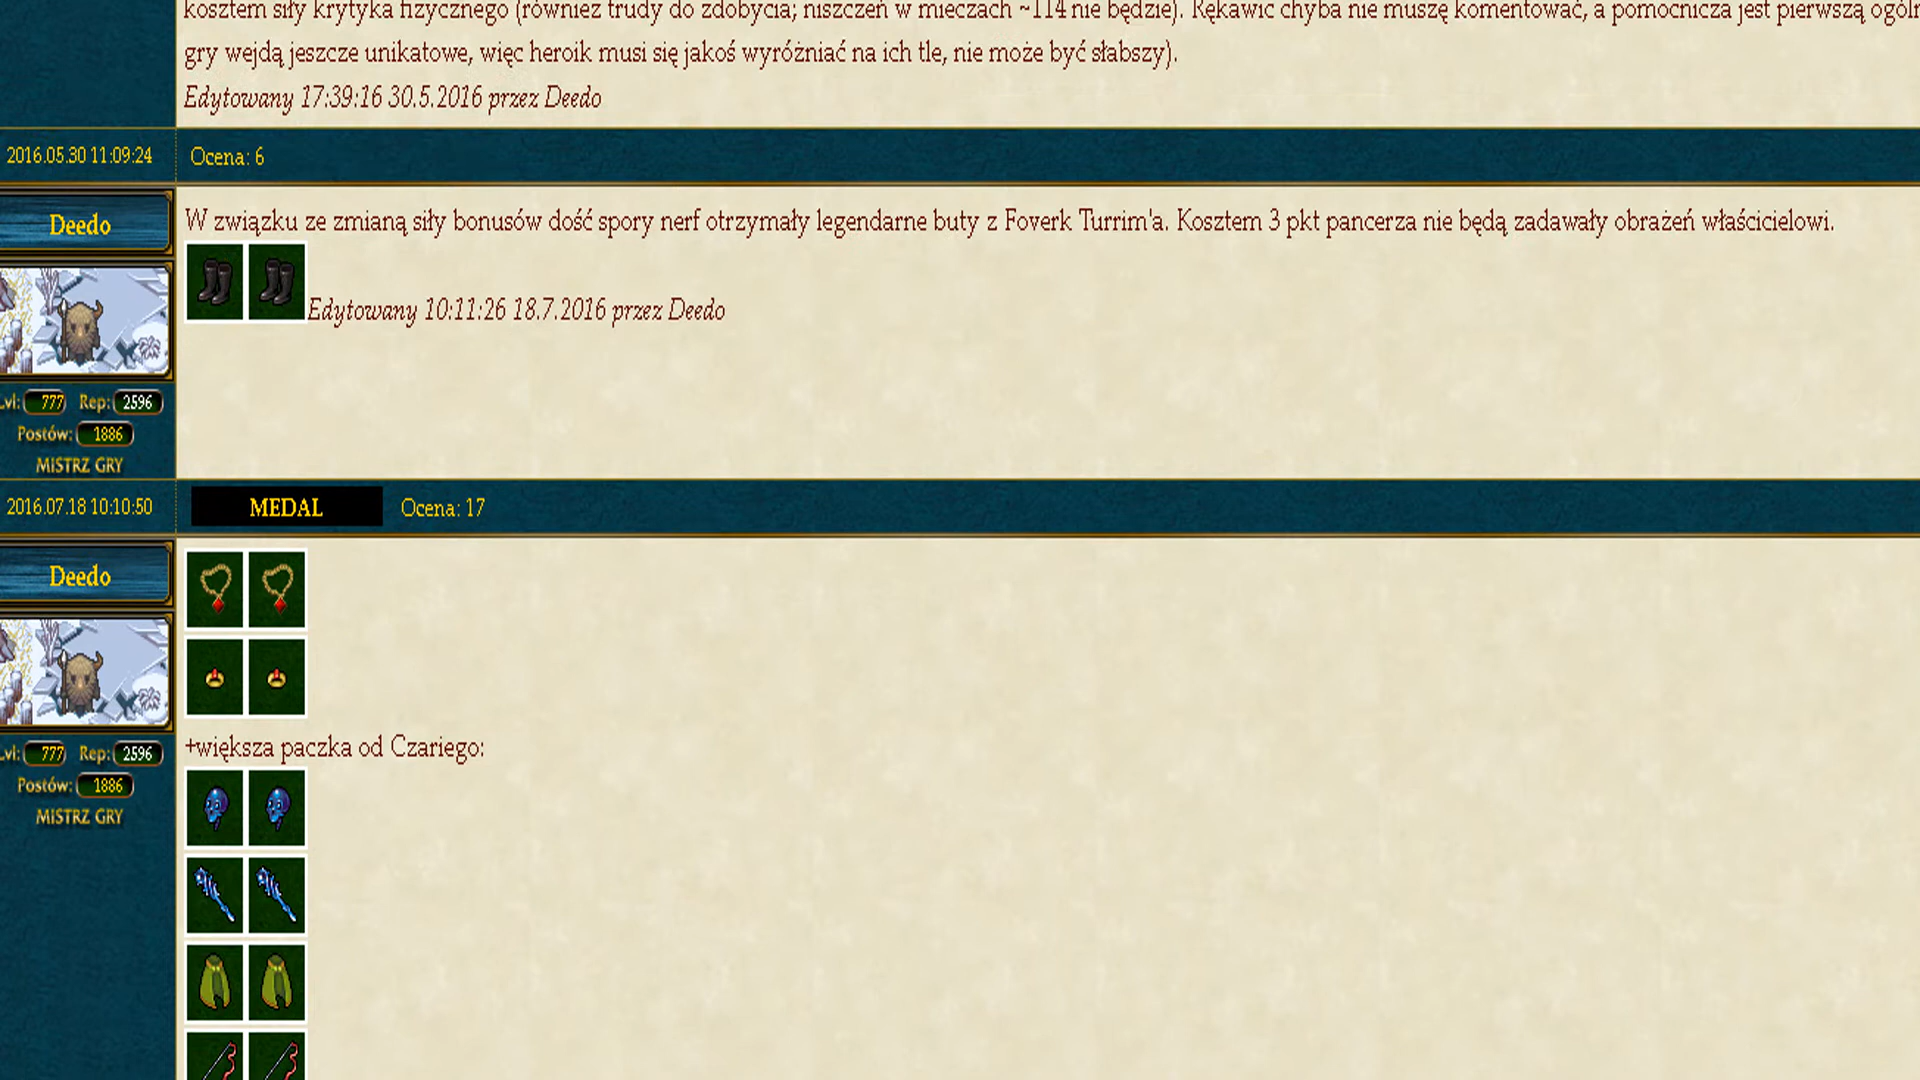 kosztem siły krytyka fizycznego (również trudy do zdobycia; niszczeń w mieczach ~114 nie będzie). Rękawic chyba nie muszę komentować, a pomocnicza jest pierwszą
gry wejdą jeszcze unikatowe, więc heroik musi się jakoś wyróżniać na ich tle, nie może być słabszy).
Edytowany 17:39:16 30.5.2016 przez Deedo
2016.05.30 11:09:24 Ocena: 6
Deedo
W związku ze zmianą siły bonusów dość spory nerf otrzymały legendarne buty z Foverk Turrim'a. Kosztem 3 pkt pancerza nie będą zadawały obrażeń właścicielowi.
Edytowany 10:11:26 18.7.2016 przez Deedo
Lvl: 777 Rep: 2596
Postów: 1886
MISTRZ GRY
2016.07.18 10:10:50 MEDAL Ocena: 17
Deedo
+większa paczka od Czariego:
Lvl: 777 Rep: 2596
Postów: 1886
MISTRZ GRY